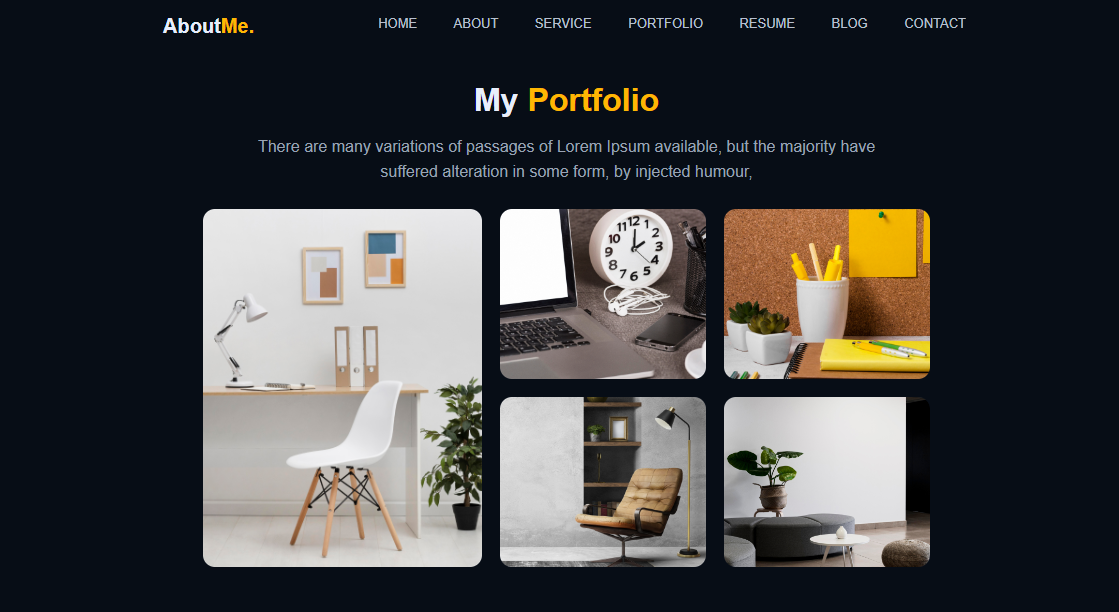 AboutMe.
HOME ABOUT SERVICE PORTFOLIO RESUME BLOG CONTACT
My Portfolio
There are many variations of passages of Lorem Ipsum available, but the majority have
suffered alteration in some form, by injected humour,
11 12 1
10 2
9 3
8 4
7 6 5